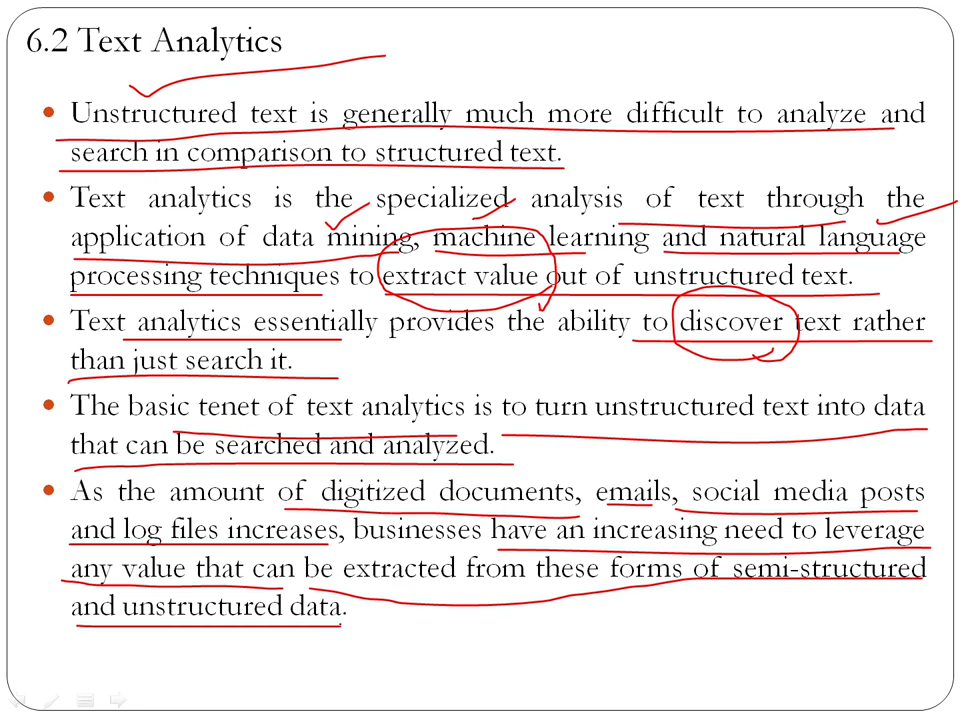 6.2 Text Analytics
Unstructured text is generally much more difficult to analyze and
search in comparison to structured text.
Text analytics is the specialized analysis of text through the
application of data mining, machine learning and natural language
processing techniques to extract value out of unstructured text.
Text analytics essentially provides the ability to discover text rather
than just search it.
The basic tenet of text analytics is to turn unstructured text into data
that can be searched and analyzed.
As the amount of digitized documents, emails, social media posts
and log files increases, businesses have an increasing need to leverage
any value that can be extracted from these forms of semi-structured
and unstructured data.